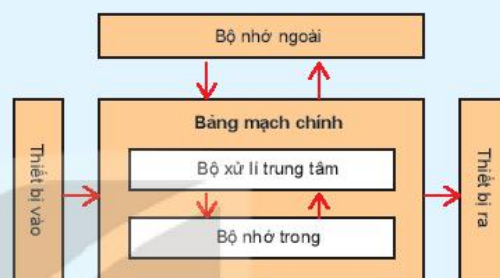 Bộ nhớ ngoài
Bảng mạch chính
Thiết bị vào
Bộ xử lí trung tâm
Bộ nhớ trong
Thiết bị ra